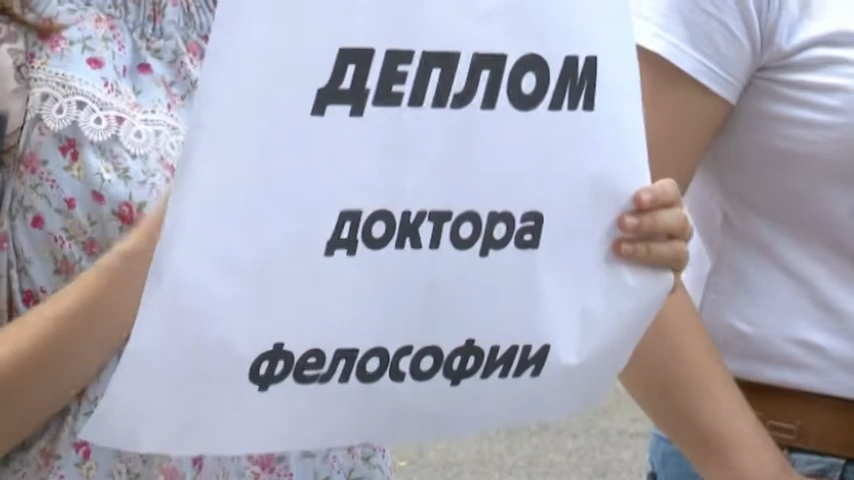 ДЕПЛОМ
доктора
фелософии